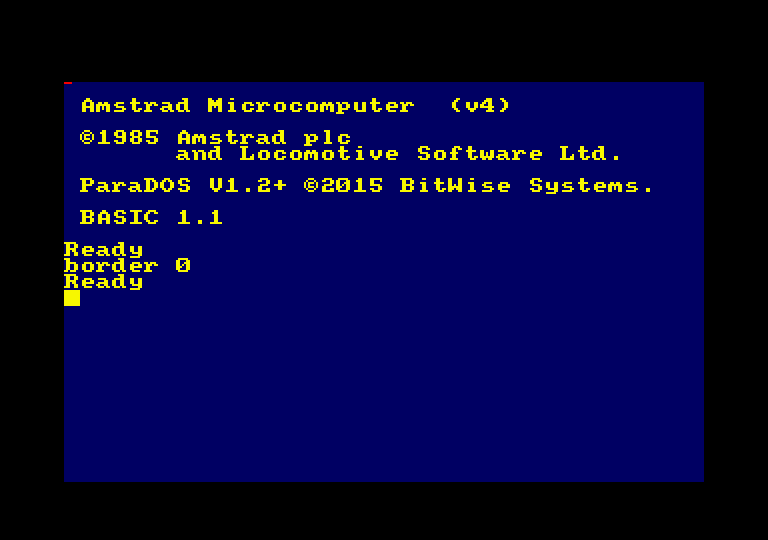 Amstrad Microcomputer (v4)
©1985 Amstrad plc
and Locomotive Software Ltd.
ParaDOS V1.2+ ©2015 BitWise Systems.
BASIC 1.1
Ready
border 0
Ready